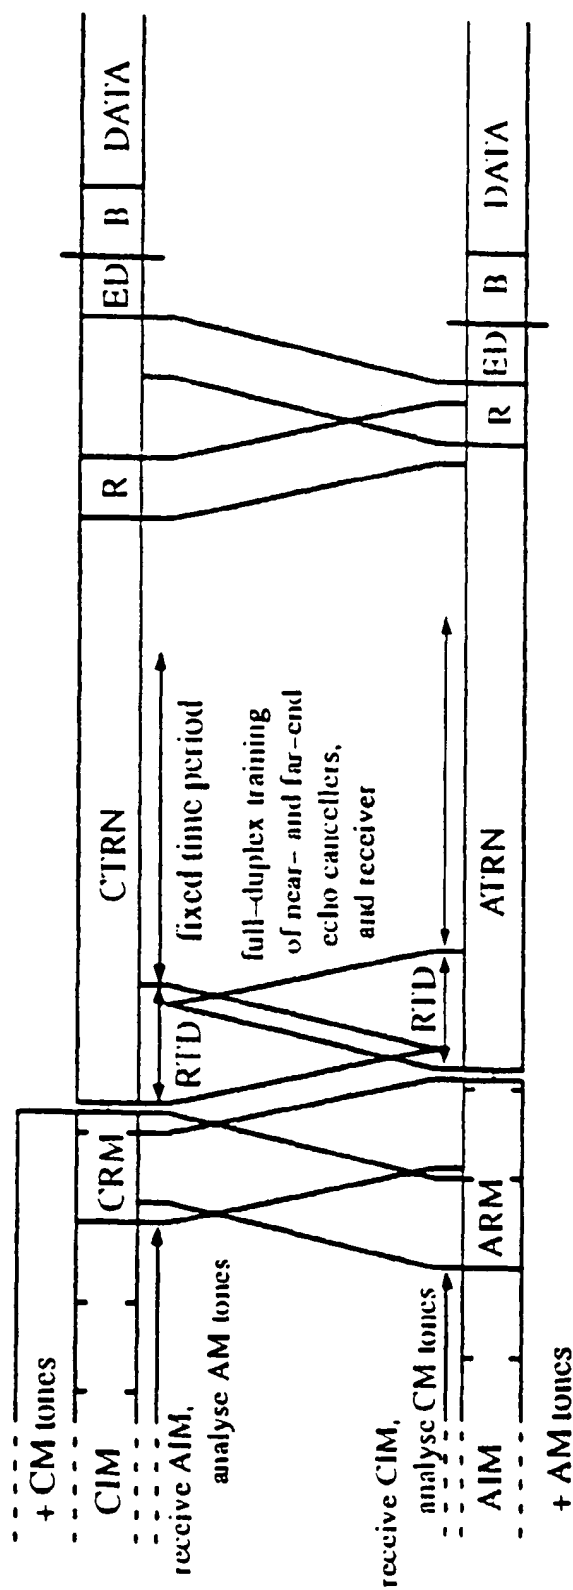 + CM tones
CIM
CRM
CTRN
R
ED
B
DATA
receive AIM,
analyse AM tones
RTD
fixed time period
full-duplex training
of near- and far-end
echo cancellers,
and receiver
receive CIM,
analyse CM tones
RTD
AIM
ARM
ATRN
R
ED
B
DATA
+ AM tones